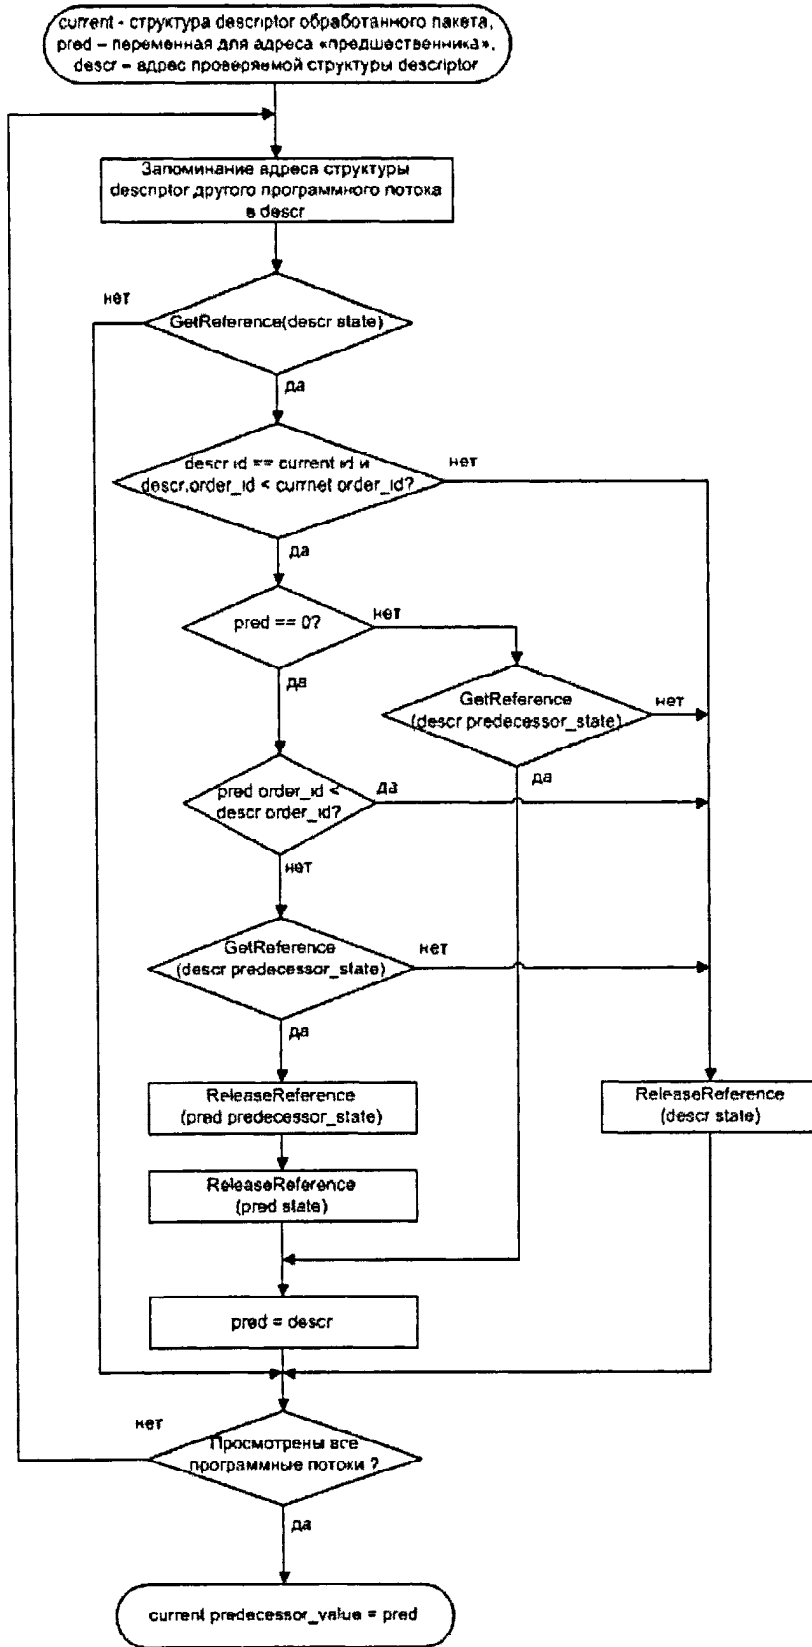 current - структура descriptor обработанного пакета,
pred – переменная для адреса «предшественника»,
descr – адрес проверяемой структуры descriptor
Запоминание адреса структуры
descriptor другого программного потока
в descr
нет
GetReference(descr state)
да
descr id == current id и
descr.order_id < currnet order_id?
нет
да
pred == 0?
нет
да
GetReference
(descr predecessor_state)
нет
да
pred order_id <
descr order_id?
да
нет
GetReference
(descr predecessor_state)
нет
да
ReleaseReference
(pred predecessor_state)
ReleaseReference
(descr state)
ReleaseReference
(pred state)
pred = descr
нет
Просмотрены все
программные потоки ?
да
current predecessor_value = pred